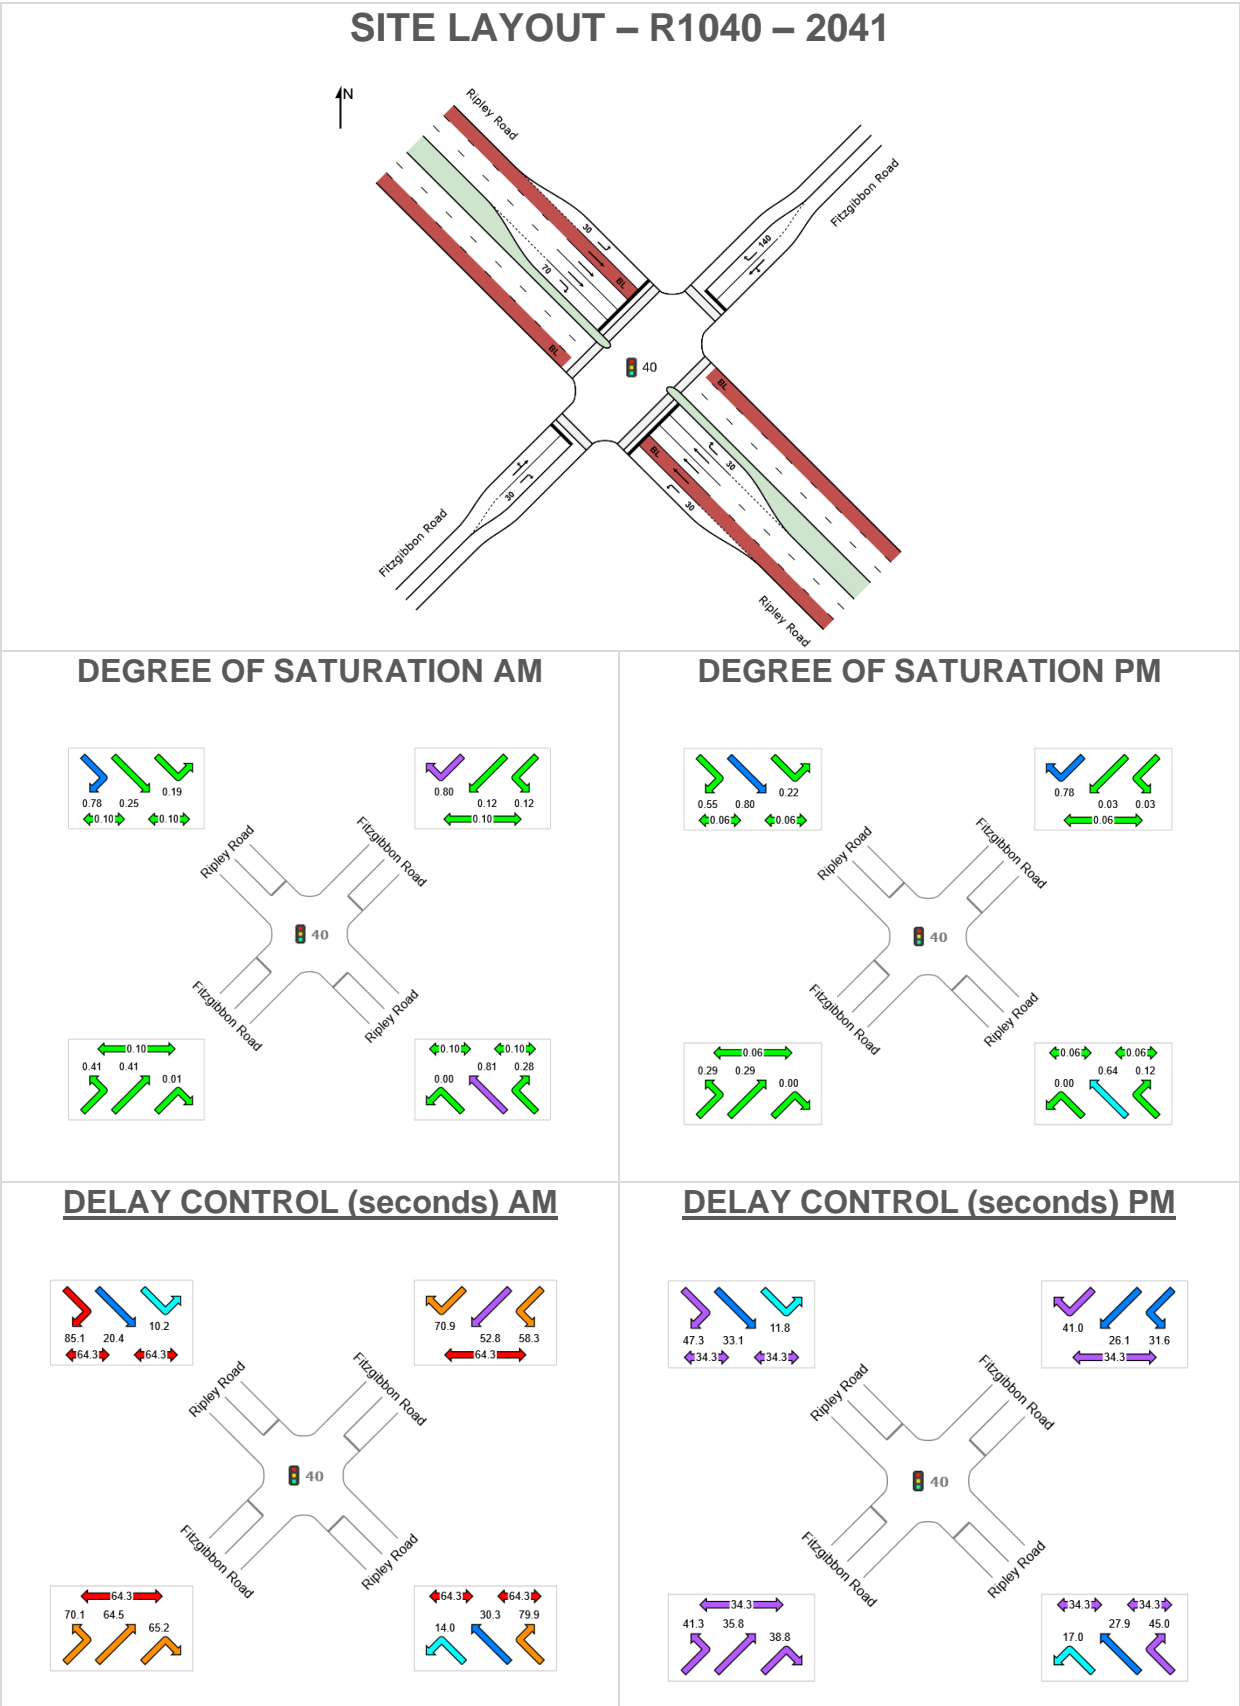 SITE LAYOUT – R1040 – 2041
N
Ripley Road
Fitzgibbon Road
30
140
70
BL
BL
40
BL
BL
30
30
30
Fitzgibbon Road
Ripley Road
DEGREE OF SATURATION AM
0.78 0.25 0.19
0.10 0.10
0.80 0.12 0.12
0.10
Ripley Road
Fitzgibbon Road
40
Fitzgibbon Road
Ripley Road
0.10
0.41 0.41 0.01
0.10 0.10
0.00 0.81 0.28
DEGREE OF SATURATION PM
0.55 0.80 0.22
0.06 0.06
0.78 0.03 0.03
0.06
Ripley Road
Fitzgibbon Road
40
Fitzgibbon Road
Ripley Road
0.06
0.29 0.29 0.00
0.06 0.06
0.00 0.64 0.12
DELAY CONTROL (seconds) AM
85.1 20.4 10.2
64.3 64.3
70.9 52.8 58.3
64.3
Ripley Road
Fitzgibbon Road
40
Fitzgibbon Road
Ripley Road
64.3
70.1 64.5 65.2
64.3 64.3
14.0 30.3 79.9
DELAY CONTROL (seconds) PM
47.3 33.1 11.8
34.3 34.3
41.0 26.1 31.6
34.3
Ripley Road
Fitzgibbon Road
40
Fitzgibbon Road
Ripley Road
34.3
41.3 35.8 38.8
34.3 34.3
17.0 27.9 45.0